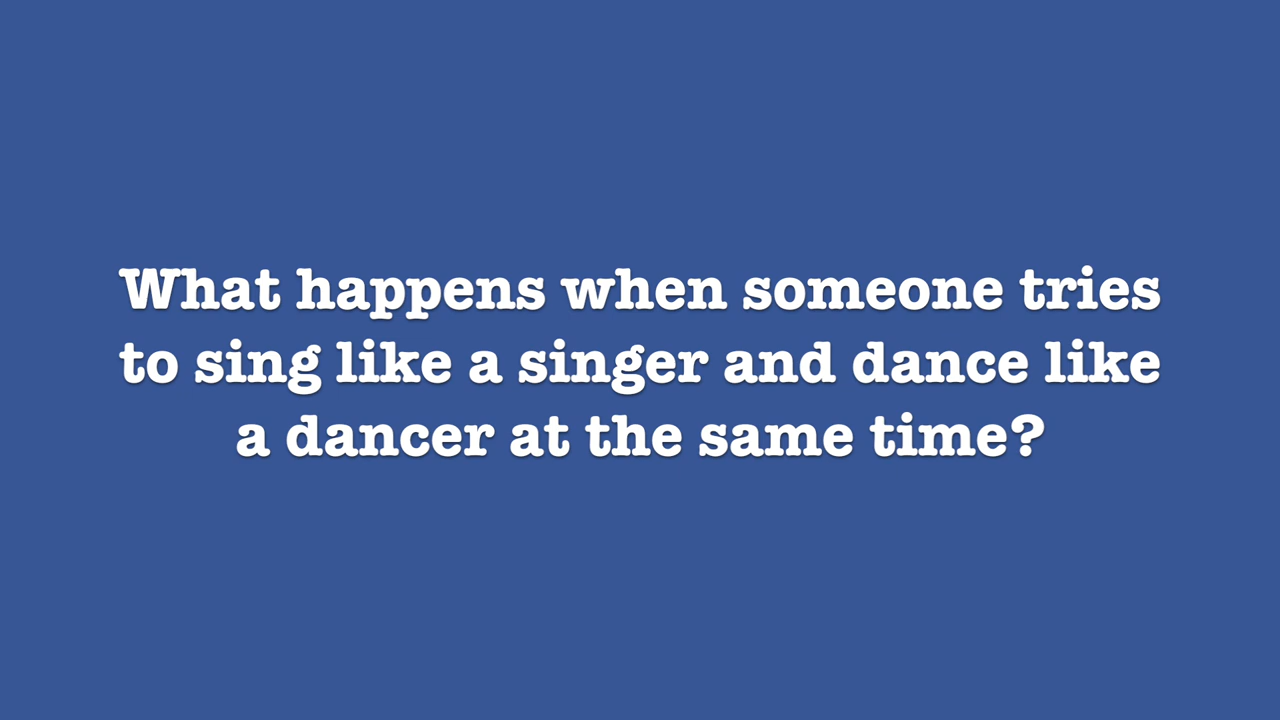 What happens when someone tries
to sing like a singer and dance like
a dancer at the same time?